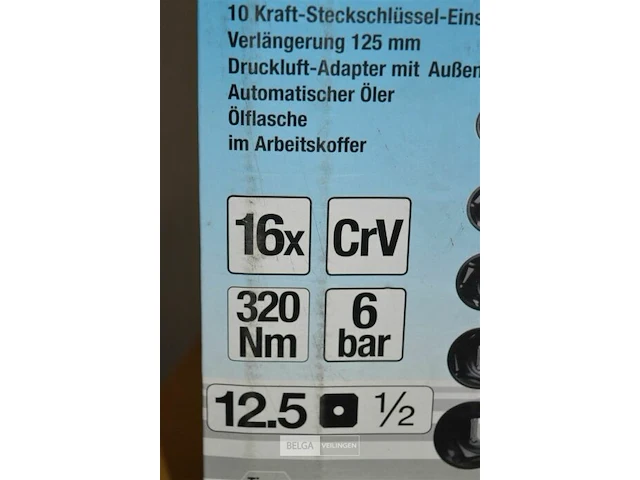 10 Kraft-Steckschlüssel-Eins
Verlängerung 125 mm
Druckluft-Adapter mit Außen
Automatischer Öler
Ölflasche
im Arbeitskoffer
16x CrV
320 Nm 6 bar
12.5 1/2
BELGA VEILINGEN